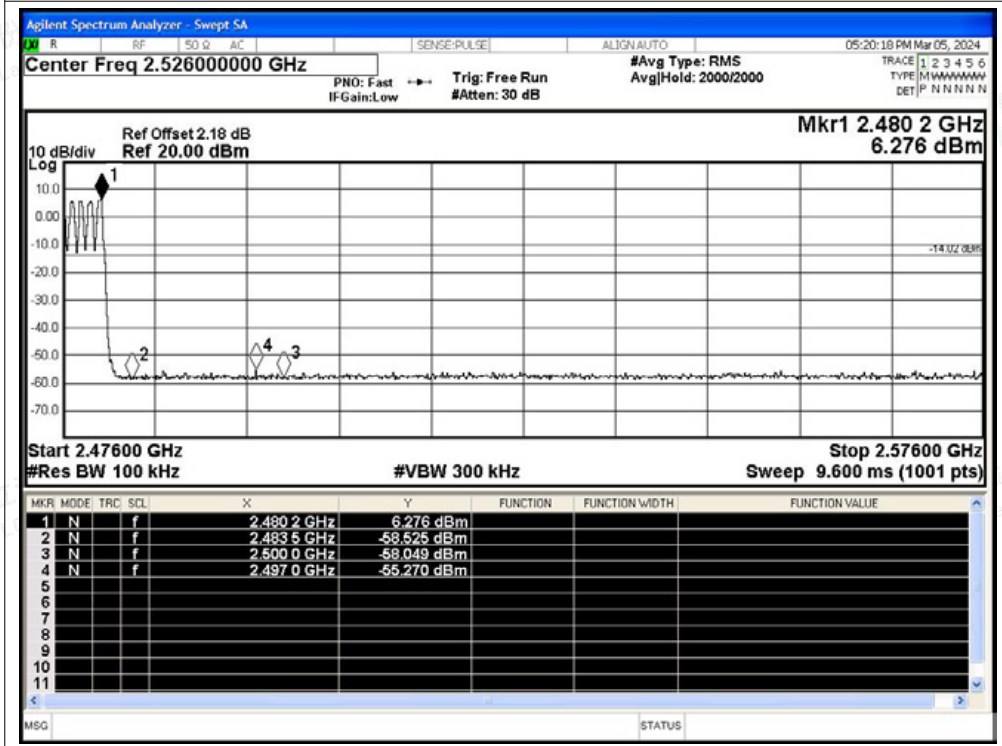 Agilent Spectrum Analyzer - Swept SA
R RF 50 Ω AC SENSE:PULSE ALIGN AUTO 05:20:18 PM Mar 05, 2024
Center Freq 2.526000000 GHz
PNO: Fast
IFGain:Low
Trig: Free Run
#Atten: 30 dB
#Avg Type: RMS
Avg|Hold: 2000/2000
TRACE 1 2 3 4 5 6
TYPE M W W W W W
DET P N N N N N
Ref Offset 2.18 dB
10 dB/div Ref 20.00 dBm
Log
Mkr1 2.480 2 GHz
6.276 dBm
10.0
0.00
-10.0
-20.0
-30.0
-40.0
-50.0
-60.0
-70.0
1
-14.02 dBm
2
4
3
Start 2.47600 GHz Stop 2.57600 GHz
#Res BW 100 kHz #VBW 300 kHz Sweep 9.600 ms (1001 pts)
MKR MODE TRC SCL X Y FUNCTION FUNCTION WIDTH FUNCTION VALUE
1 N f 2.480 2 GHz 6.276 dBm
2 N f 2.483 5 GHz -58.525 dBm
3 N f 2.500 0 GHz -58.049 dBm
4 N f 2.497 0 GHz -55.270 dBm
5
6
7
8
9
10
11
MSG STATUS